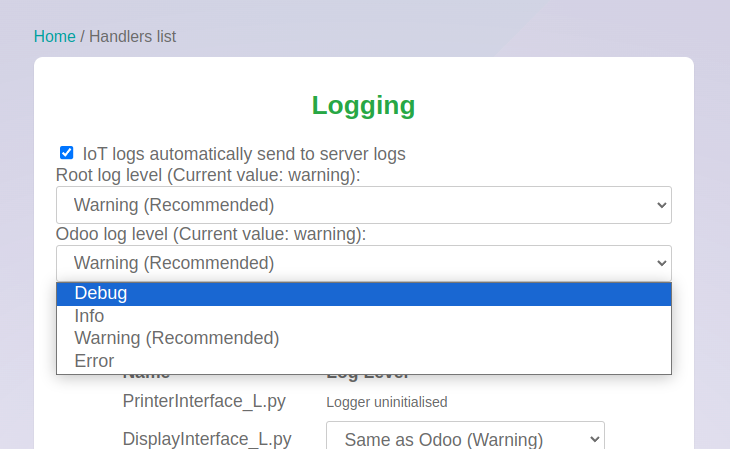 Home / Handlers list
Logging
IoT logs automatically send to server logs
Root log level (Current value: warning):
Warning (Recommended)
Odoo log level (Current value: warning):
Warning (Recommended)
Debug
Info
Warning (Recommended)
Error
Name Log Level
PrinterInterface_L.py Logger uninitialised
DisplayInterface_L.py Same as Odoo (Warning)